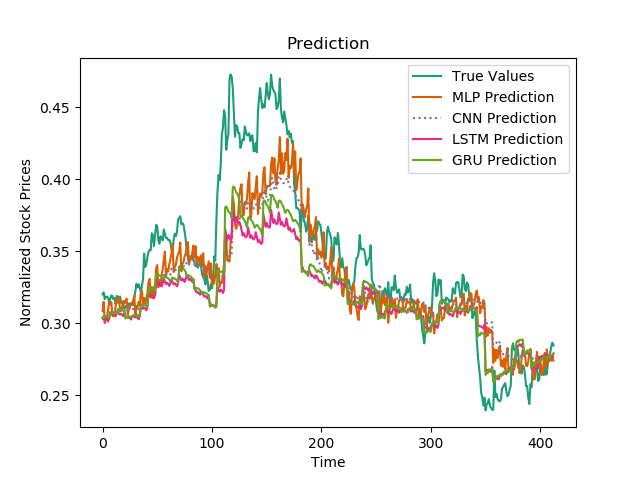 Prediction
True Values
MLP Prediction
CNN Prediction
LSTM Prediction
GRU Prediction
Normalized Stock Prices
0.45
0.40
0.35
0.30
0.25
0
100
200
300
400
Time